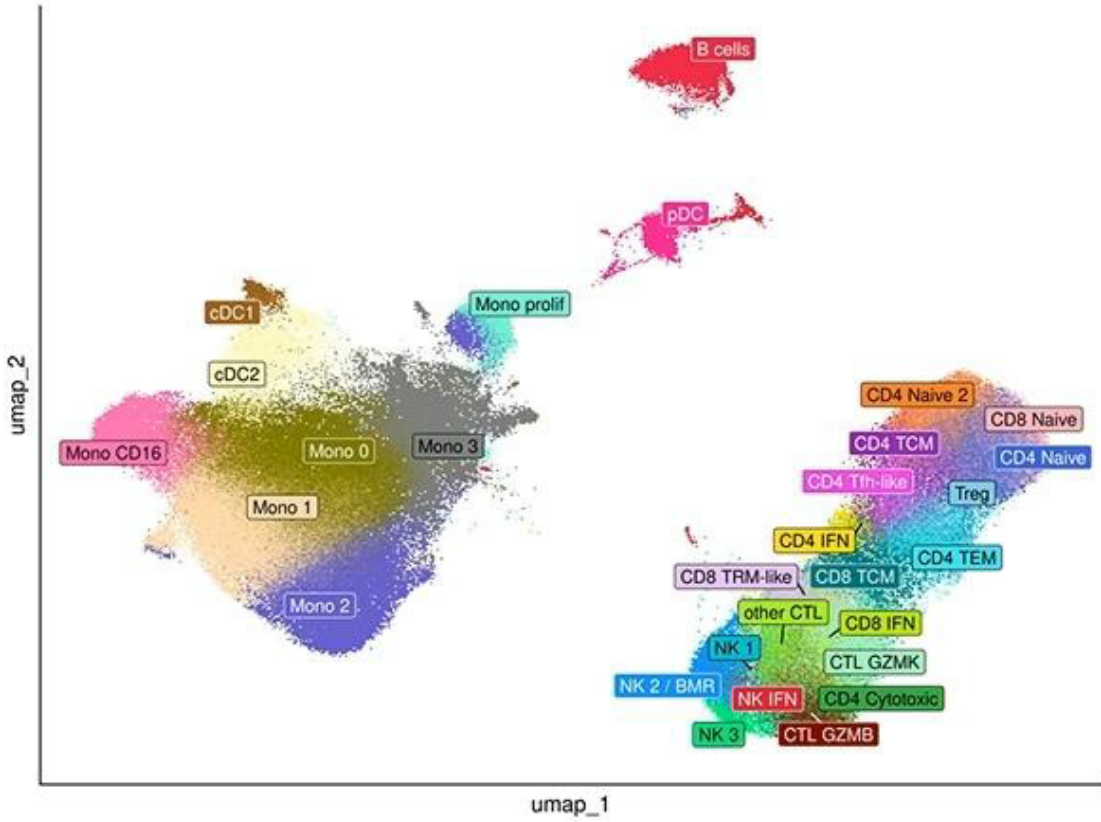 B cells
pDC
cDC1
Mono prolif
cDC2
CD4 Naive 2
CD8 Naive
Mono CD16
Mono 0
Mono 3
CD4 TCM
CD4 Naive
CD4 Tfh-like
Treg
Mono 1
CD4 IFN
CD4 TEM
CD8 TRM-like
CD8 TCM
Mono 2
other CTL
CD8 IFN
NK 1
CTL GZMK
NK 2 / BMR
NK IFN
CD4 Cytotoxic
NK 3
CTL GZMB
umap_2
umap_1